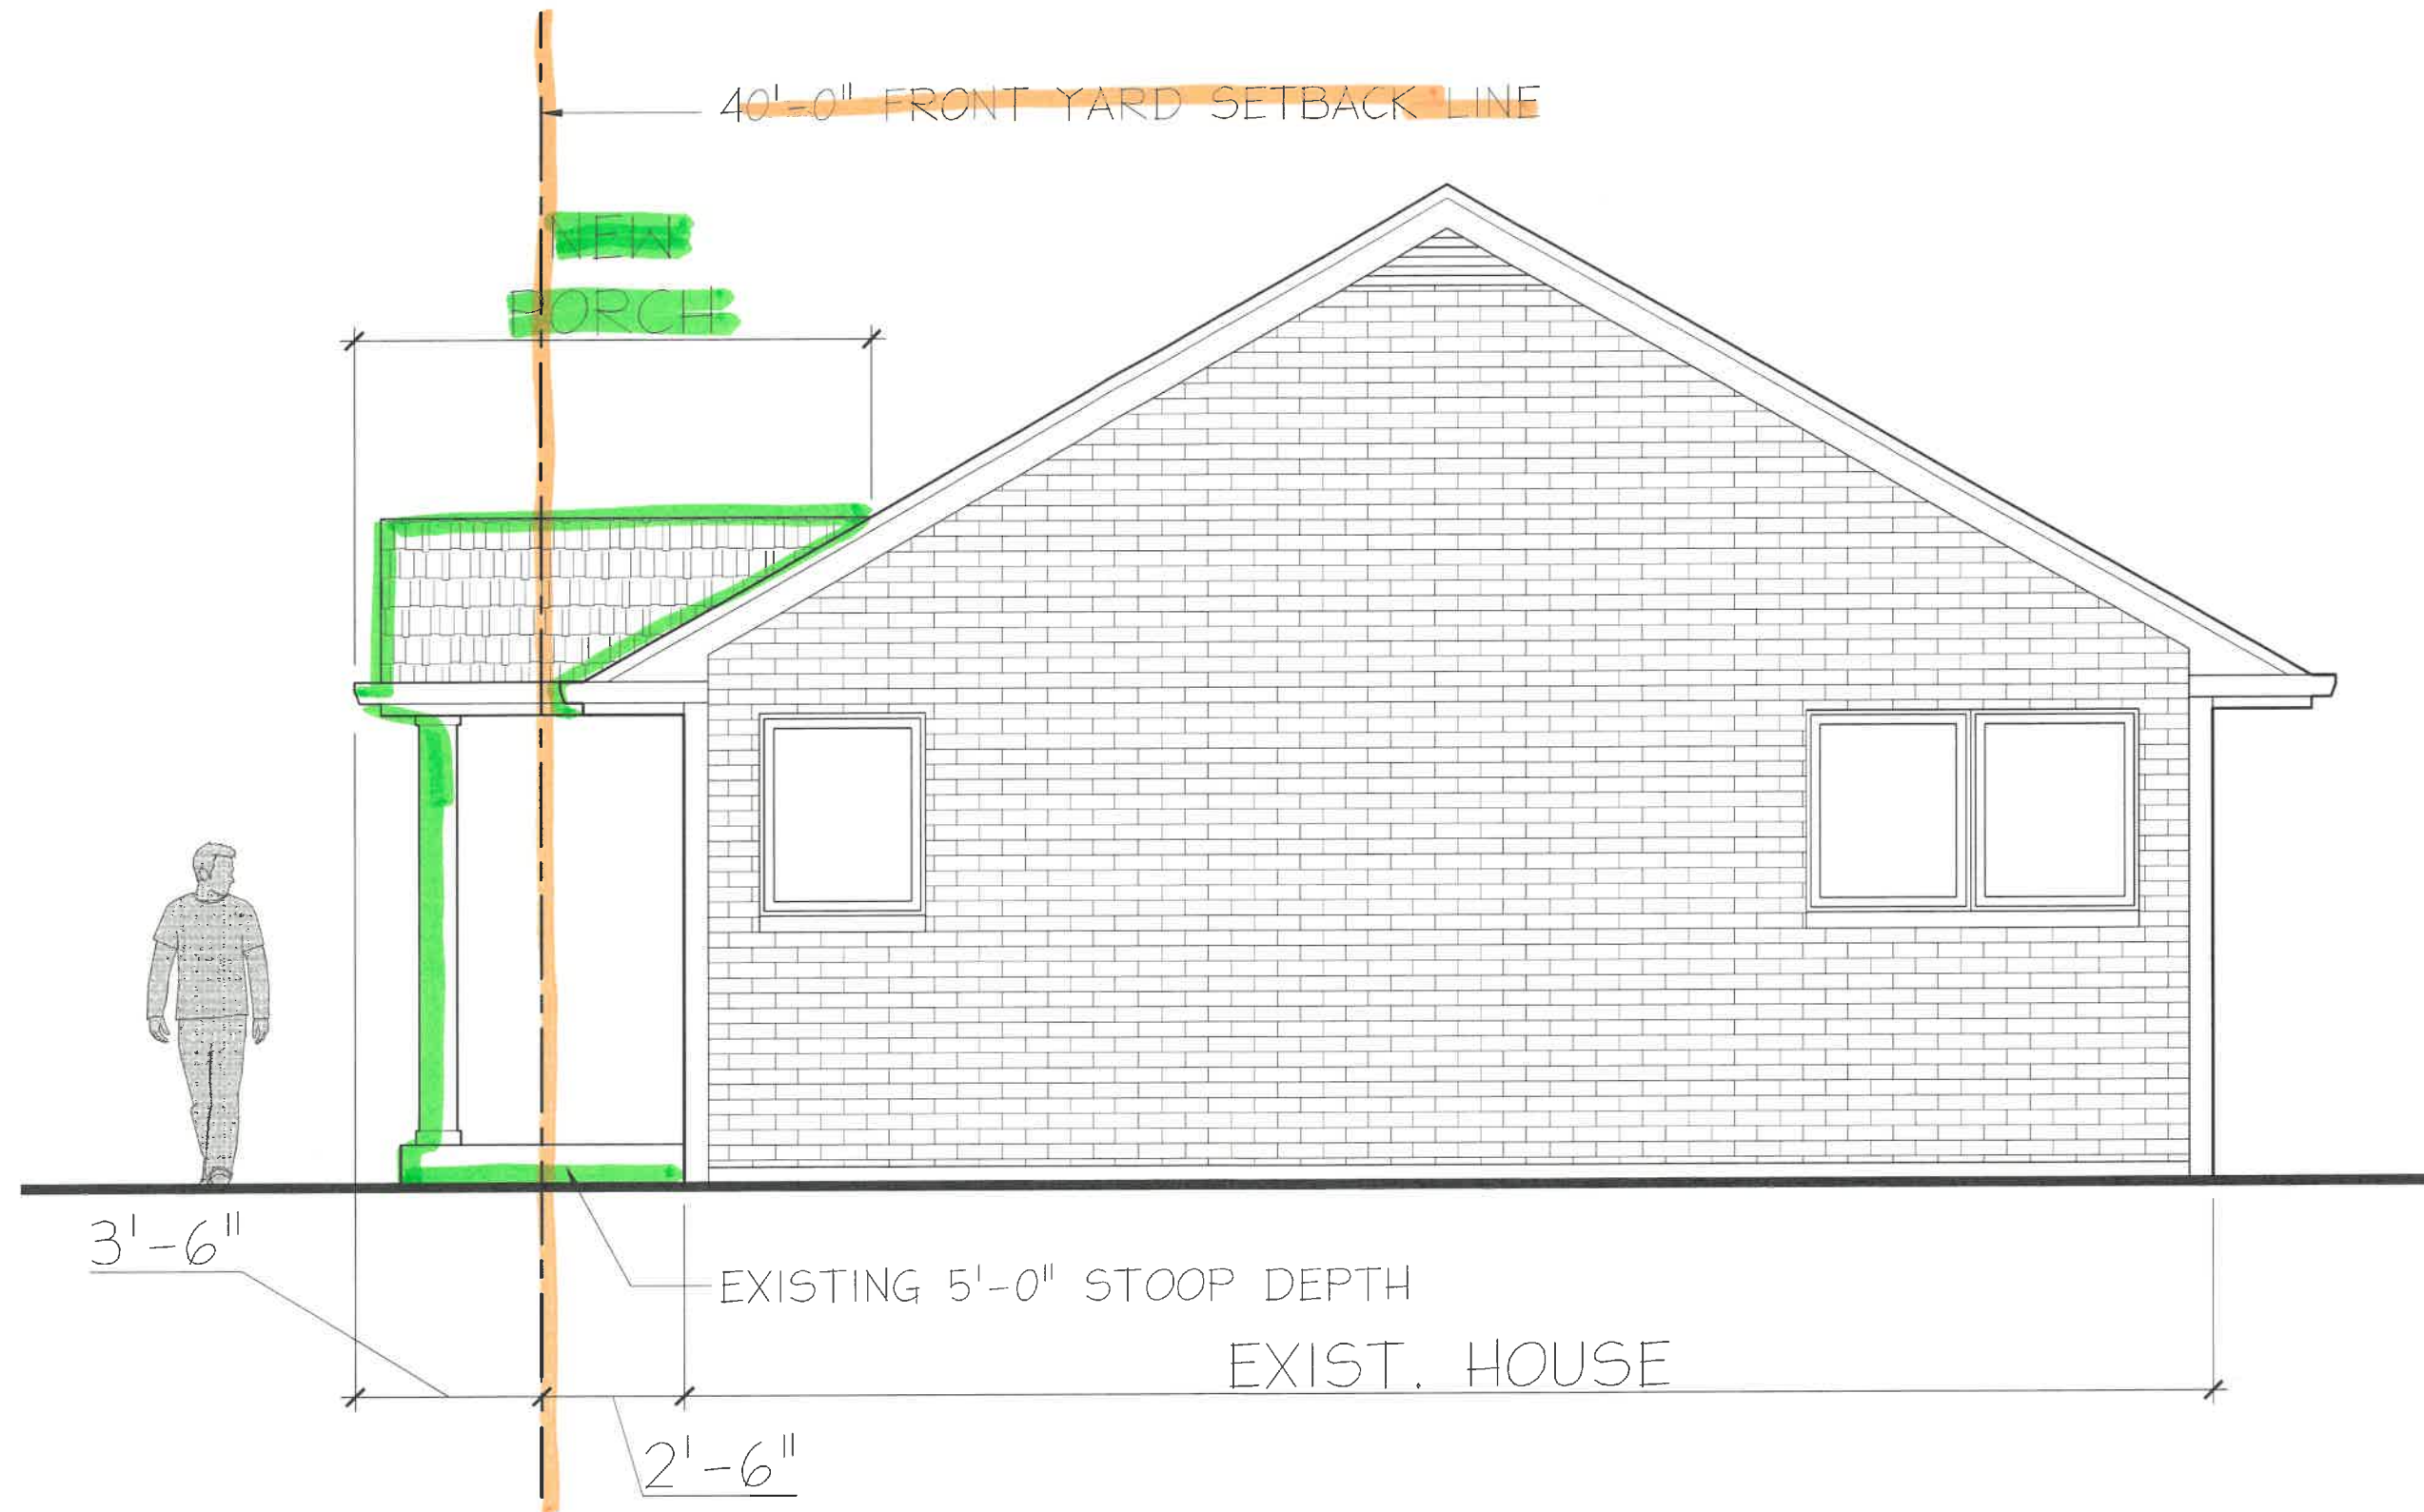 40'-0" FRONT YARD SETBACK LINE
NEW
PORCH
3'-6"
EXISTING 5'-0" STOOP DEPTH
EXIST. HOUSE
2'-6"